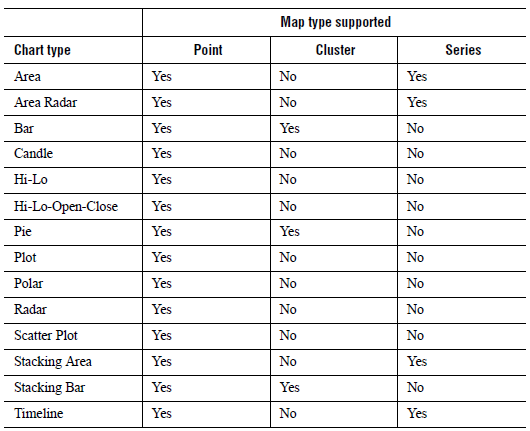 Map type supported
Chart type Point Cluster Series
Area Yes No Yes
Area Radar Yes No Yes
Bar Yes Yes No
Candle Yes No No
Hi-Lo Yes No No
Hi-Lo-Open-Close Yes No No
Pie Yes Yes No
Plot Yes No No
Polar Yes No No
Radar Yes No No
Scatter Plot Yes No No
Stacking Area Yes No Yes
Stacking Bar Yes Yes No
Timeline Yes No Yes